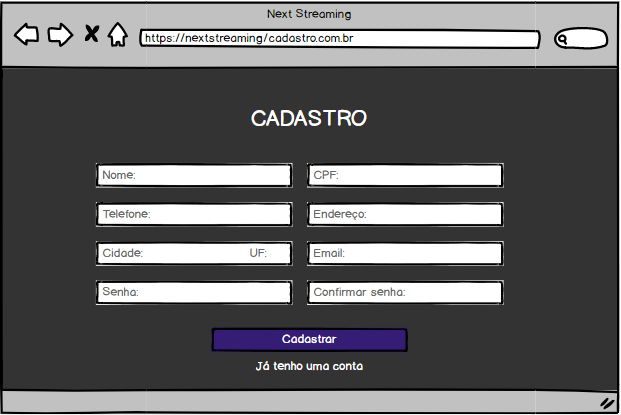 Next Streaming
https://nextstreaming/cadastro.com.br
CADASTRO
Nome: CPF:
Telefone: Endereço:
Cidade: UF: Email:
Senha: Confirmar senha:
Cadastrar
Já tenho uma conta